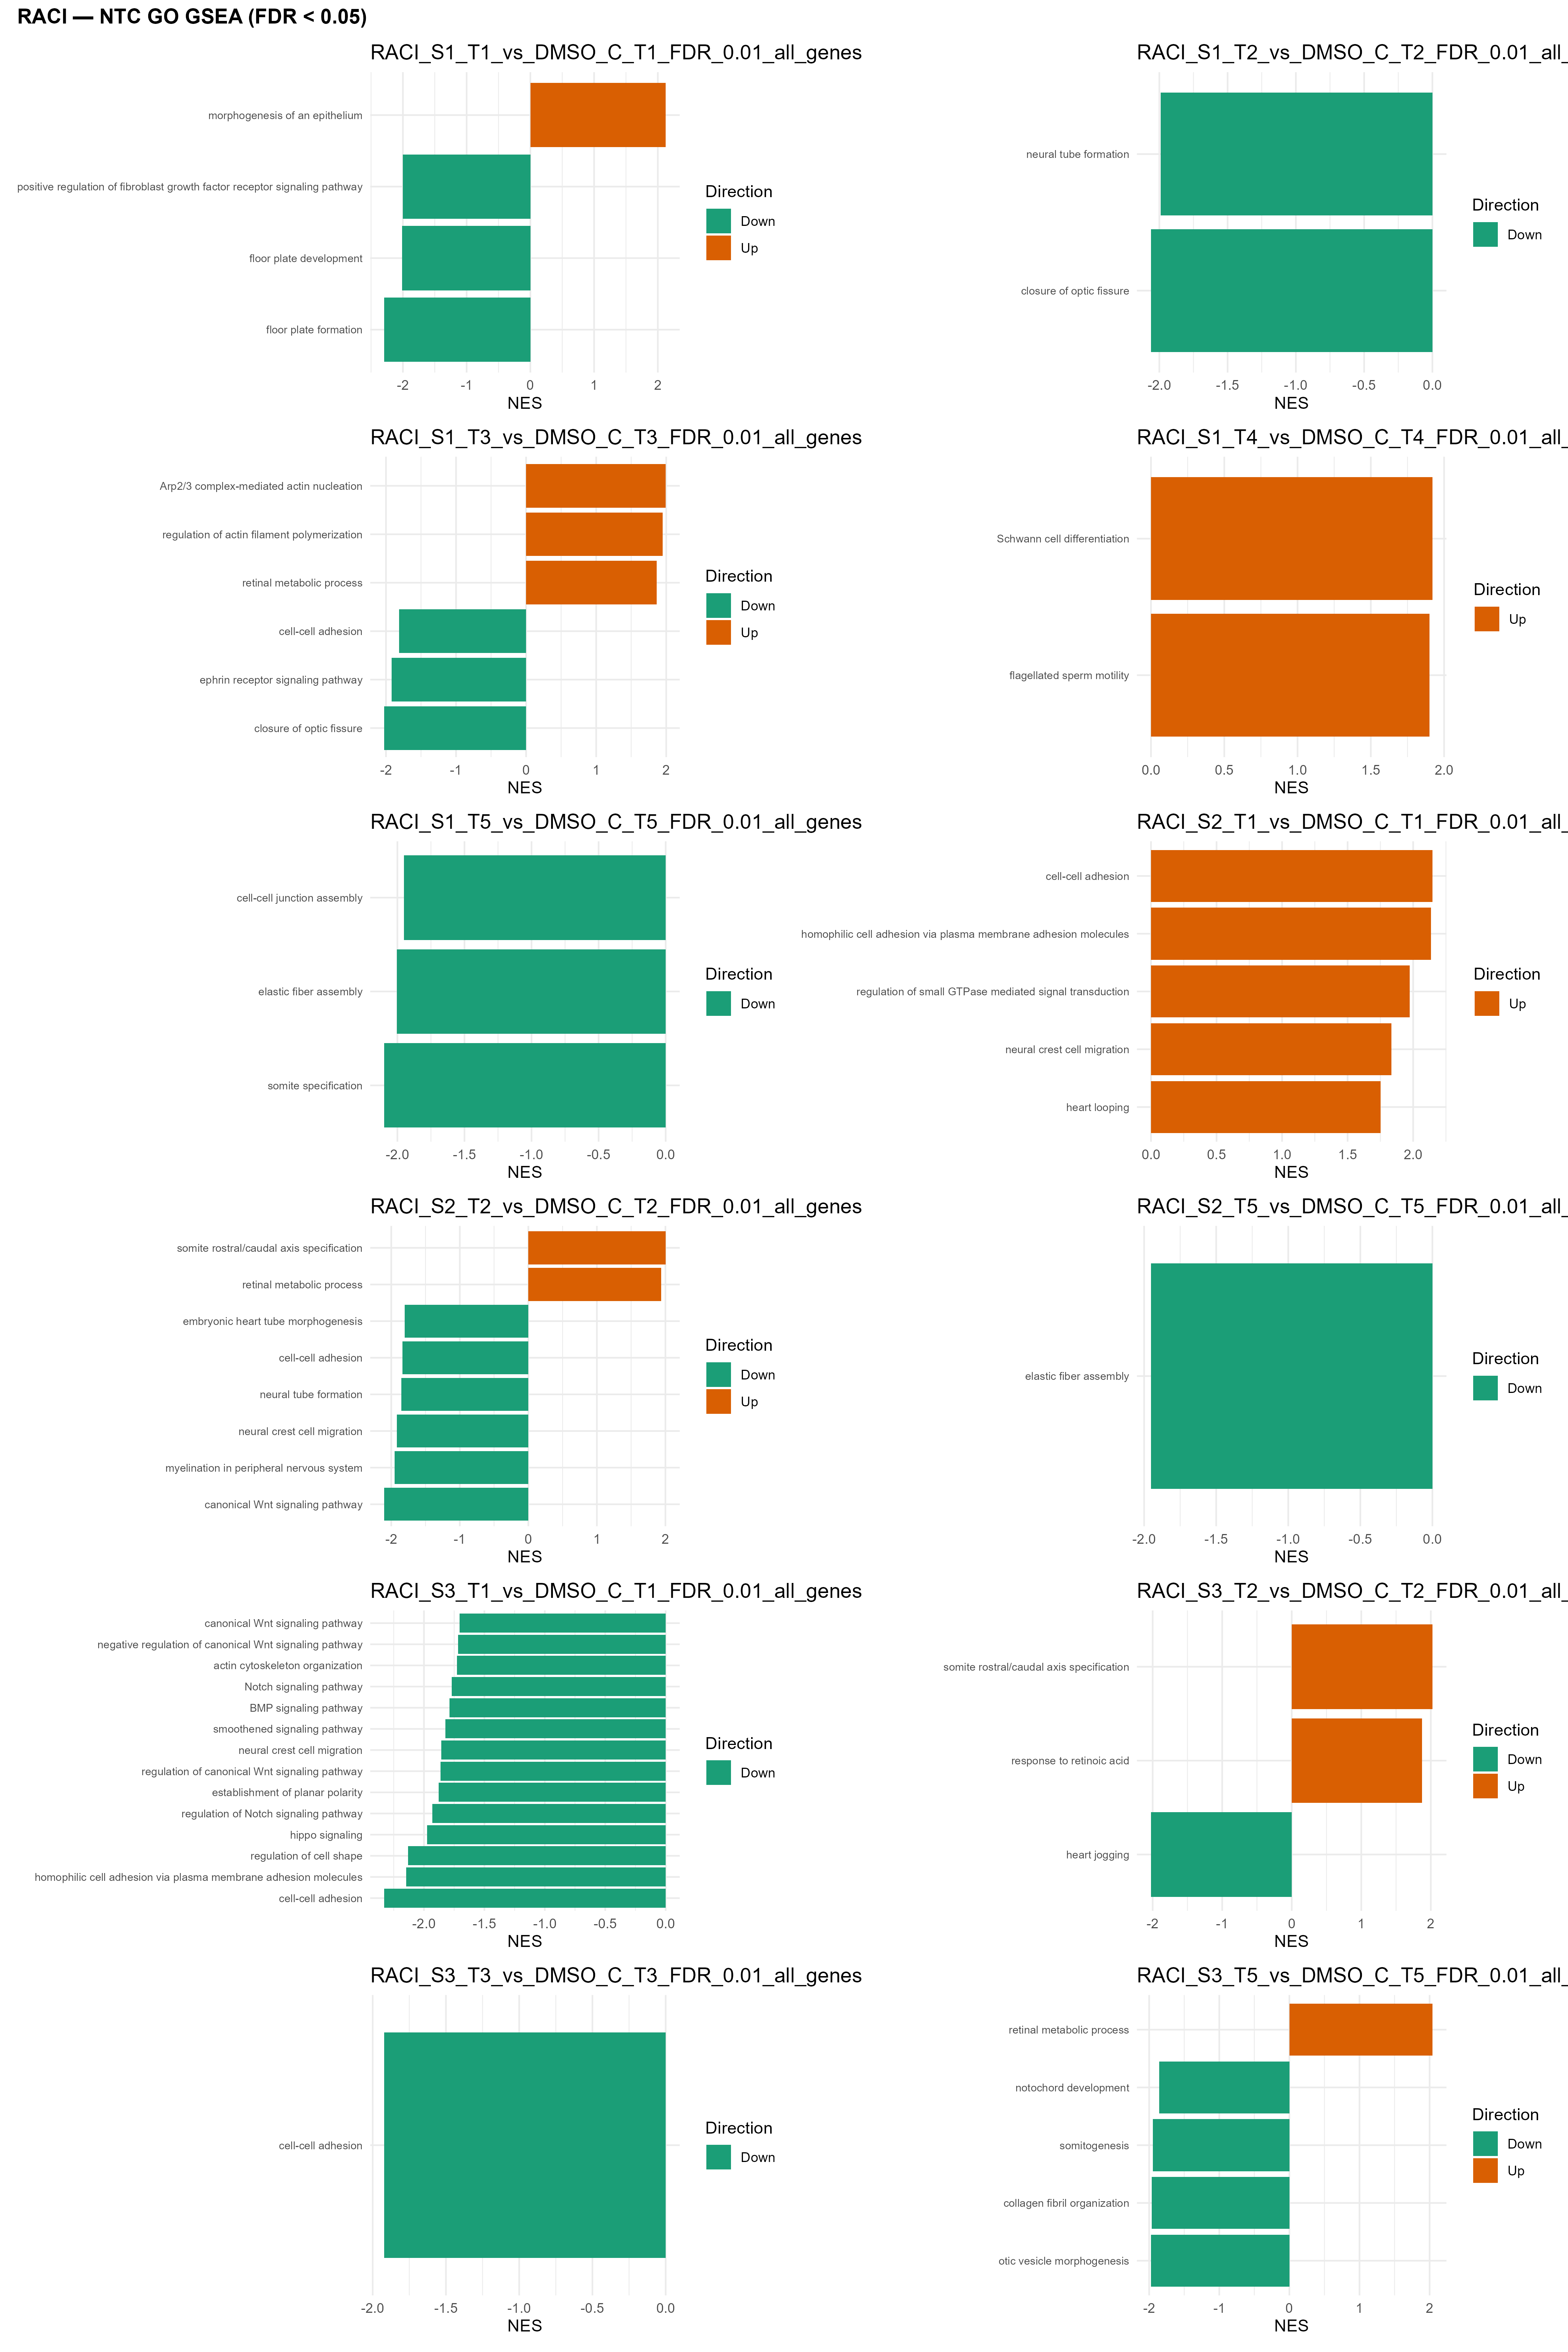 RACI — NTC GO GSEA (FDR < 0.05)
RACI_S1_T1_vs_DMSO_C_T1_FDR_0.01_all_genes
morphogenesis of an epithelium
positive regulation of fibroblast growth factor receptor signaling pathway
floor plate development
floor plate formation
-2 -1 0 1 2
NES
Direction
Down
Up
RACI_S1_T2_vs_DMSO_C_T2_FDR_0.01_all_
neural tube formation
closure of optic fissure
-2.0 -1.5 -1.0 -0.5 0.0
NES
Direction
Down
RACI_S1_T3_vs_DMSO_C_T3_FDR_0.01_all_genes
Arp2/3 complex-mediated actin nucleation
regulation of actin filament polymerization
retinal metabolic process
cell-cell adhesion
ephrin receptor signaling pathway
closure of optic fissure
-2 -1 0 1 2
NES
Direction
Down
Up
RACI_S1_T4_vs_DMSO_C_T4_FDR_0.01_all_
Schwann cell differentiation
flagellated sperm motility
0.0 0.5 1.0 1.5 2.0
NES
Direction
Up
RACI_S1_T5_vs_DMSO_C_T5_FDR_0.01_all_genes
cell-cell junction assembly
elastic fiber assembly
somite specification
-2.0 -1.5 -1.0 -0.5 0.0
NES
Direction
Down
RACI_S2_T1_vs_DMSO_C_T1_FDR_0.01_all_
cell-cell adhesion
homophilic cell adhesion via plasma membrane adhesion molecules
regulation of small GTPase mediated signal transduction
neural crest cell migration
heart looping
0.0 0.5 1.0 1.5 2.0
NES
Direction
Up
RACI_S2_T2_vs_DMSO_C_T2_FDR_0.01_all_genes
somite rostral/caudal axis specification
retinal metabolic process
embryonic heart tube morphogenesis
cell-cell adhesion
neural tube formation
neural crest cell migration
myelination in peripheral nervous system
canonical Wnt signaling pathway
-2 -1 0 1 2
NES
Direction
Down
Up
RACI_S2_T5_vs_DMSO_C_T5_FDR_0.01_all_
elastic fiber assembly
-2.0 -1.5 -1.0 -0.5 0.0
NES
Direction
Down
RACI_S3_T1_vs_DMSO_C_T1_FDR_0.01_all_genes
canonical Wnt signaling pathway
negative regulation of canonical Wnt signaling pathway
actin cytoskeleton organization
Notch signaling pathway
BMP signaling pathway
smoothened signaling pathway
neural crest cell migration
regulation of canonical Wnt signaling pathway
establishment of planar polarity
regulation of Notch signaling pathway
hippo signaling
regulation of cell shape
homophilic cell adhesion via plasma membrane adhesion molecules
cell-cell adhesion
-2.0 -1.5 -1.0 -0.5 0.0
NES
Direction
Down
RACI_S3_T2_vs_DMSO_C_T2_FDR_0.01_all_
somite rostral/caudal axis specification
response to retinoic acid
heart jogging
-2 -1 0 1 2
NES
Direction
Down
Up
RACI_S3_T3_vs_DMSO_C_T3_FDR_0.01_all_genes
cell-cell adhesion
-2.0 -1.5 -1.0 -0.5 0.0
NES
Direction
Down
RACI_S3_T5_vs_DMSO_C_T5_FDR_0.01_all_
retinal metabolic process
notochord development
somitogenesis
collagen fibril organization
otic vesicle morphogenesis
-2 -1 0 1 2
NES
Direction
Down
Up